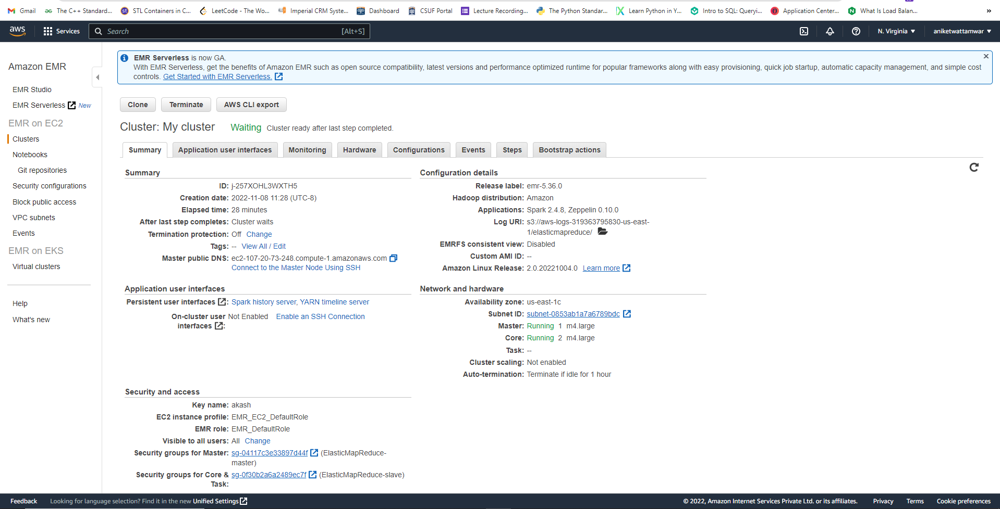 Gmail
The C++ Standard...
STL Containers in C...
LeetCode - The Wo...
Imperial CRM Syste...
Dashboard
CSUF Portal
Lecture Recording...
The Python Standar...
Learn Python in Y...
Intro to SQL: Queryi...
Application Center...
What Is Load Balan...
»
aws
Services
Search
[Alt+S]
N. Virginia
aniketwattamwar
Amazon EMR
EMR Studio
EMR Serverless New
EMR on EC2
Clusters
Notebooks
Git repositories
Security configurations
Block public access
VPC subnets
Events
EMR on EKS
Virtual clusters
Help
What's new
EMR Serverless is now GA.
With EMR Serverless, get the benefits of Amazon EMR such as open source compatibility, latest versions and performance optimized runtime for popular frameworks along with easy provisioning, quick job startup, automatic capacity management, and simple cost
controls. Get Started with EMR Serverless.
Clone
Terminate
AWS CLI export
Cluster: My cluster Waiting Cluster ready after last step completed.
Summary
Application user interfaces
Monitoring
Hardware
Configurations
Events
Steps
Bootstrap actions
Summary
ID: j-257XOHL3WXTH5
Creation date: 2022-11-08 11:28 (UTC-8)
Elapsed time: 28 minutes
After last step completes: Cluster waits
Termination protection: Off Change
Tags: -- View All / Edit
Master public DNS: ec2-107-20-73-248.compute-1.amazonaws.com
Connect to the Master Node Using SSH
Configuration details
Release label: emr-5.36.0
Hadoop distribution: Amazon
Applications: Spark 2.4.8, Zeppelin 0.10.0
Log URI: s3://aws-logs-319363795830-us-east-
1/elasticmapreduce/
EMRFS consistent view: Disabled
Custom AMI ID: --
Amazon Linux Release: 2.0.20221004.0 Learn more
Application user interfaces
Persistent user interfaces : Spark history server, YARN timeline server
On-cluster user Not Enabled Enable an SSH Connection
interfaces :
Network and hardware
Availability zone: us-east-1c
Subnet ID: subnet-0853ab1a7a6789bdc
Master: Running 1 m4.large
Core: Running 2 m4.large
Task: --
Cluster scaling: Not enabled
Auto-termination: Terminate if idle for 1 hour
Security and access
Key name: akash
EC2 instance profile: EMR_EC2_DefaultRole
EMR role: EMR_DefaultRole
Visible to all users: All Change
Security groups for Master: sg-04117c3e33897d44f (ElasticMapReduce-
master)
Security groups for Core & sg-0f30b2a6a2489ec7f (ElasticMapReduce-slave)
Task:
Feedback
Looking for language selection? Find it in the new Unified Settings
© 2022, Amazon Internet Services Private Ltd. or its affiliates.
Privacy
Terms
Cookie preferences